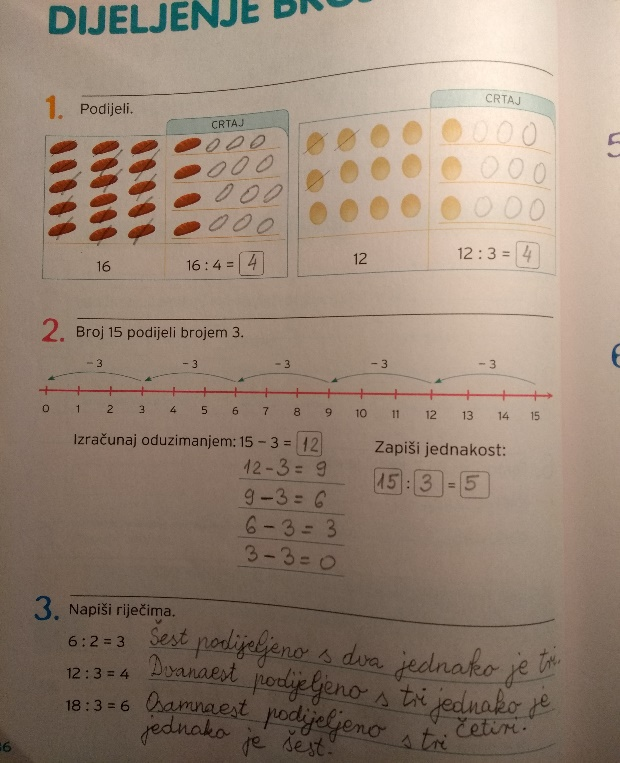 DIJELJENJE
1. Podijeli.
CRTAJ
16
16 : 4 = 4
CRTAJ
12
12 : 3 = 4
2. Broj 15 podijeli brojem 3.
- 3 - 3 - 3 - 3 - 3
0 1 2 3 4 5 6 7 8 9 10 11 12 13 14 15
Izračunaj oduzimanjem: 15 - 3 = 12
12 - 3 = 9
9 - 3 = 6
6 - 3 = 3
3 - 3 = 0
Zapiši jednakost:
15 : 3 = 5
3. Napiši riječima.
6 : 2 = 3 Šest podijeljeno s dva jednako je tri.
12 : 3 = 4 Dvanaest podijeljeno s tri jednako je
četiri.
18 : 3 = 6 Osamnaest podijeljeno s tri
jednako je šest.
5
6